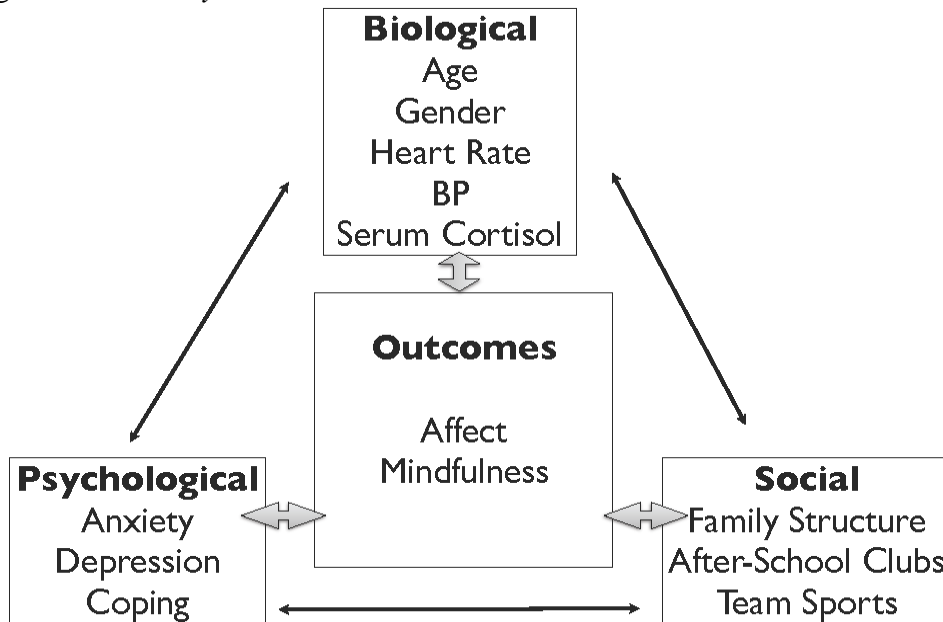 Biological
Age
Gender
Heart Rate
BP
Serum Cortisol
Outcomes
Affect
Mindfulness
Psychological
Anxiety
Depression
Coping
Social
Family Structure
After-School Clubs
Team Sports